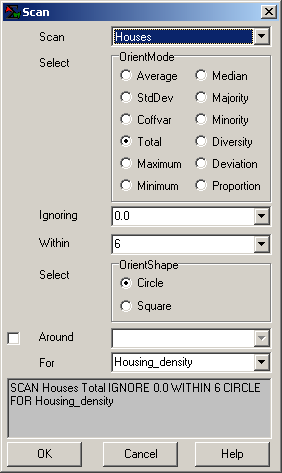 Scan
Scan Houses
Select OrientMode
Average Median
StdDev Majority
Coffvar Minority
Total Diversity
Maximum Deviation
Minimum Proportion
Ignoring 0.0
Within 6
Select OrientShape
Circle
Square
Around
For Housing_density
SCAN Houses Total IGNORE 0.0 WITHIN 6 CIRCLE
FOR Housing_density
OK Cancel Help